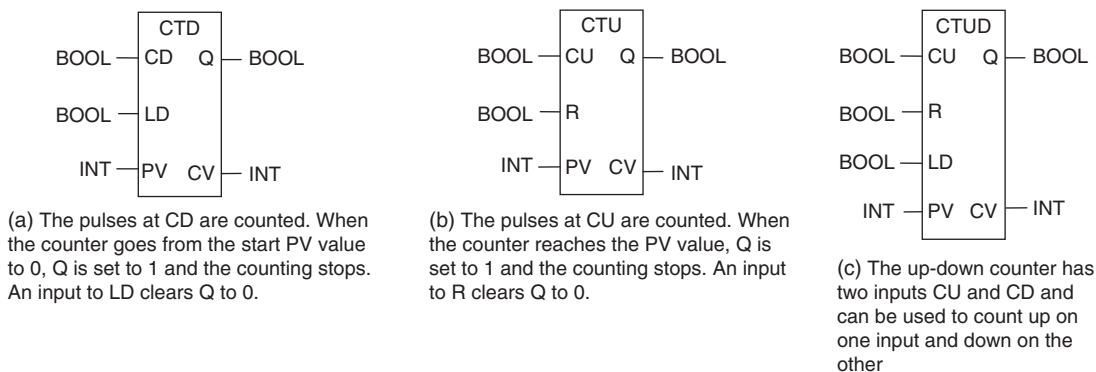 CTD
BOOL CD Q BOOL
BOOL LD
INT PV CV INT
(a) The pulses at CD are counted. When
the counter goes from the start PV value
to 0, Q is set to 1 and the counting stops.
An input to LD clears Q to 0.
CTU
BOOL CU Q BOOL
BOOL R
INT PV CV INT
(b) The pulses at CU are counted. When
the counter reaches the PV value, Q is
set to 1 and the counting stops. An input
to R clears Q to 0.
CTUD
BOOL CU Q BOOL
BOOL R
BOOL LD
INT PV CV INT
(c) The up-down counter has
two inputs CU and CD and
can be used to count up on
one input and down on the
other